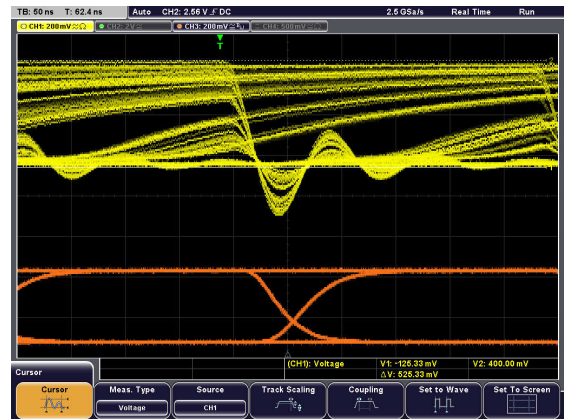 TB: 50 ns T: 62.4 ns Auto CH2: 2.56 V DC 2.5 GSa/s Real Time Run
CH1: 200mV CH2: 2V CH3: 200mV CH4: 500mV
T
(CH1): Voltage V1: -125.33 mV V2: 400.00 mV
ΔV: 525.33 mV
Cursor
Cursor Meas. Type Source Track Scaling Coupling Set to Wave Set To Screen
Voltage CH1